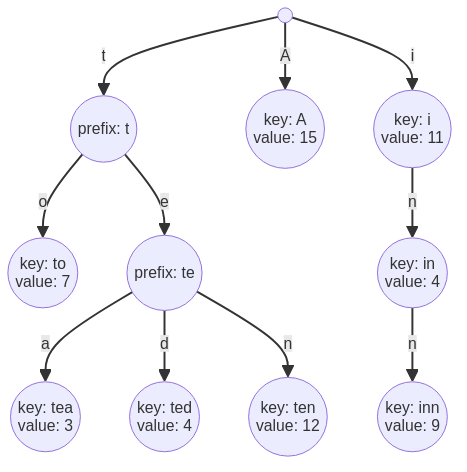 t
A
i
prefix: t
key: A
value: 15
key: i
value: 11
o
e
n
key: to
value: 7
prefix: te
key: in
value: 4
a
d
n
n
key: tea
value: 3
key: ted
value: 4
key: ten
value: 12
key: inn
value: 9